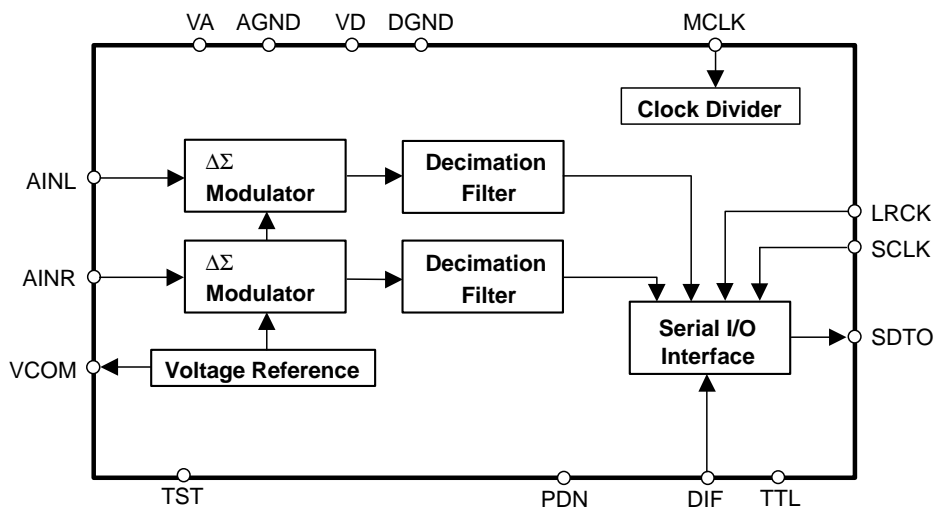 VA AGND VD DGND MCLK
Clock Divider
AINL
ΔΣ
Modulator
Decimation
Filter
LRCK
SCLK
AINR
ΔΣ
Modulator
Decimation
Filter
Serial I/O
Interface
SDTO
VCOM
Voltage Reference
TST PDN DIF TTL